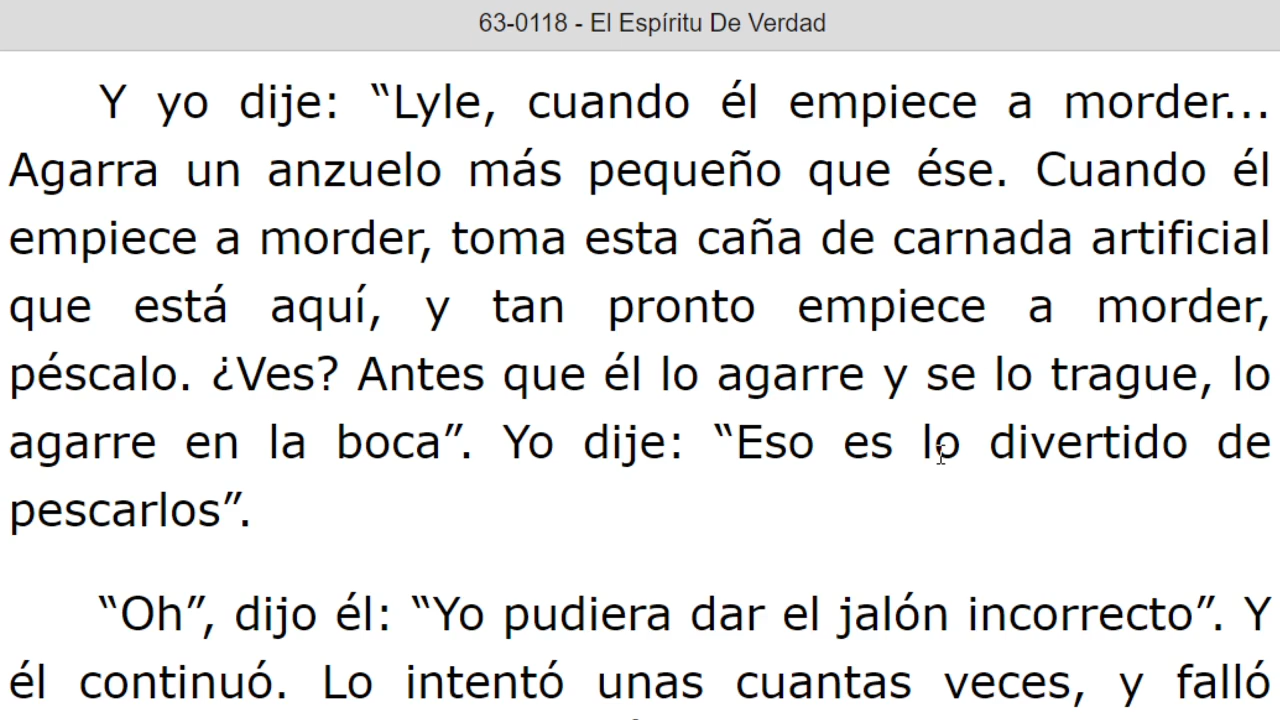 63-0118 - El Espíritu De Verdad
Y yo dije: “Lyle, cuando él empiece a morder...
Agarra un anzuelo más pequeño que ése. Cuando él
empiece a morder, toma esta caña de carnada artificial
que está aquí, y tan pronto empiece a morder,
péscalo. ¿Ves? Antes que él lo agarre y se lo trague, lo
agarre en la boca”. Yo dije: “Eso es lo divertido de
pescarlos”.
“Oh”, dijo él: “Yo pudiera dar el jalón incorrecto”. Y
él continuó. Lo intentó unas cuantas veces, y falló